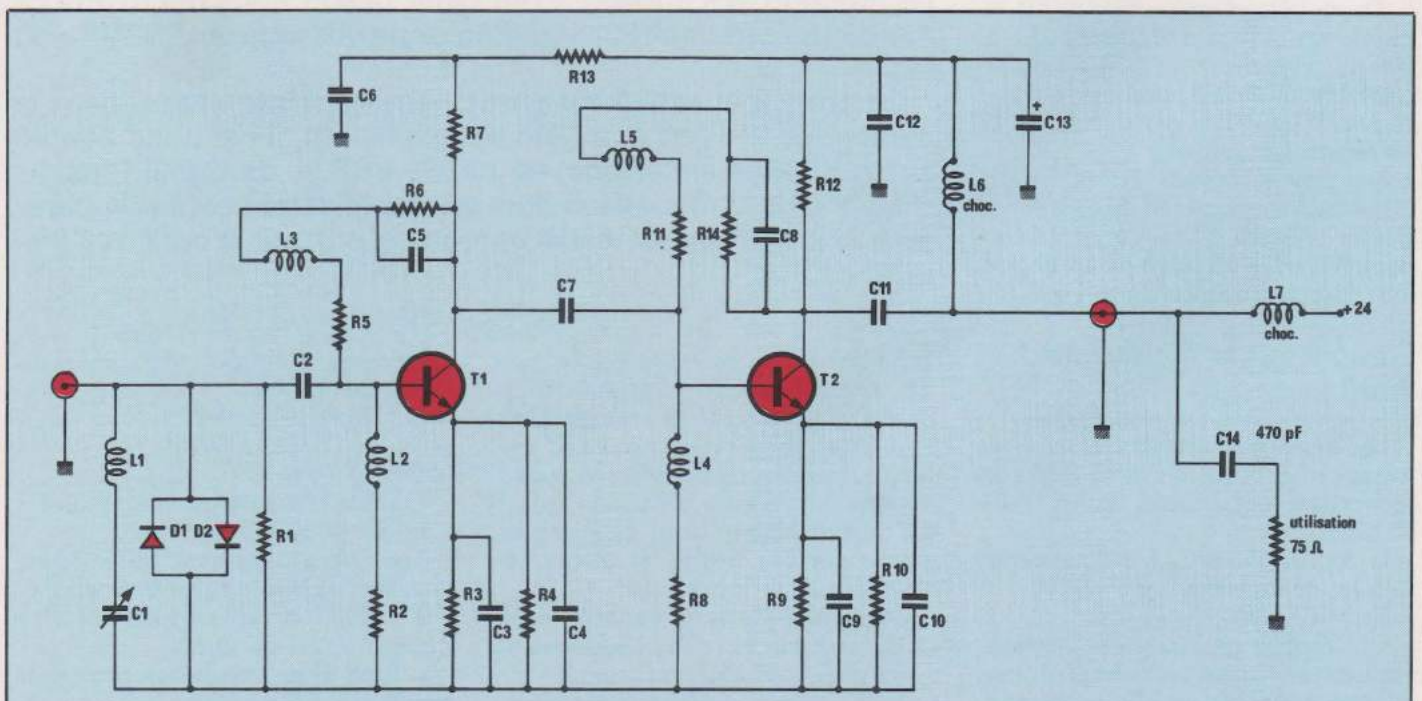 R13
C6
R7
C12
C13
+
L5
R12
L6
choc.
R6
L3
C5
R11
R14
C8
C7
C11
L7
choc.
+24
R5
C2
T1
T2
L1
L2
L4
C14
470 pF
D1
D2
R1
utilisation
75 Ω
C1
R2
R3
C3
R4
C4
R8
R9
C9
R10
C10